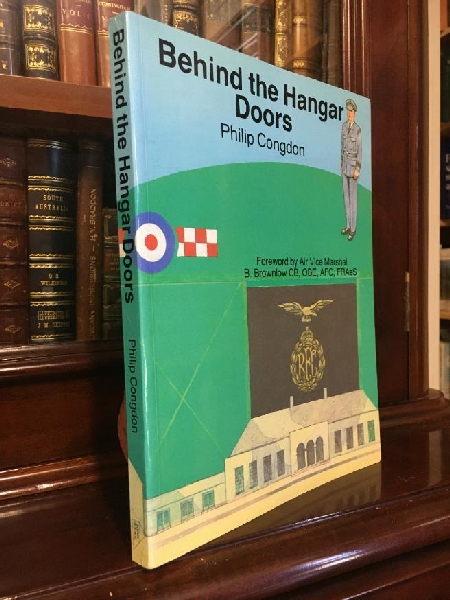 Behind the Hangar
Doors
Philip Congdon
Foreword by Air Vice Marshal
B. Brownlow CB, OBE, AFC, FRAeS
RFC
Behind the Hangar Doors
Philip Congdon
SOUTH
AUSTRALIA